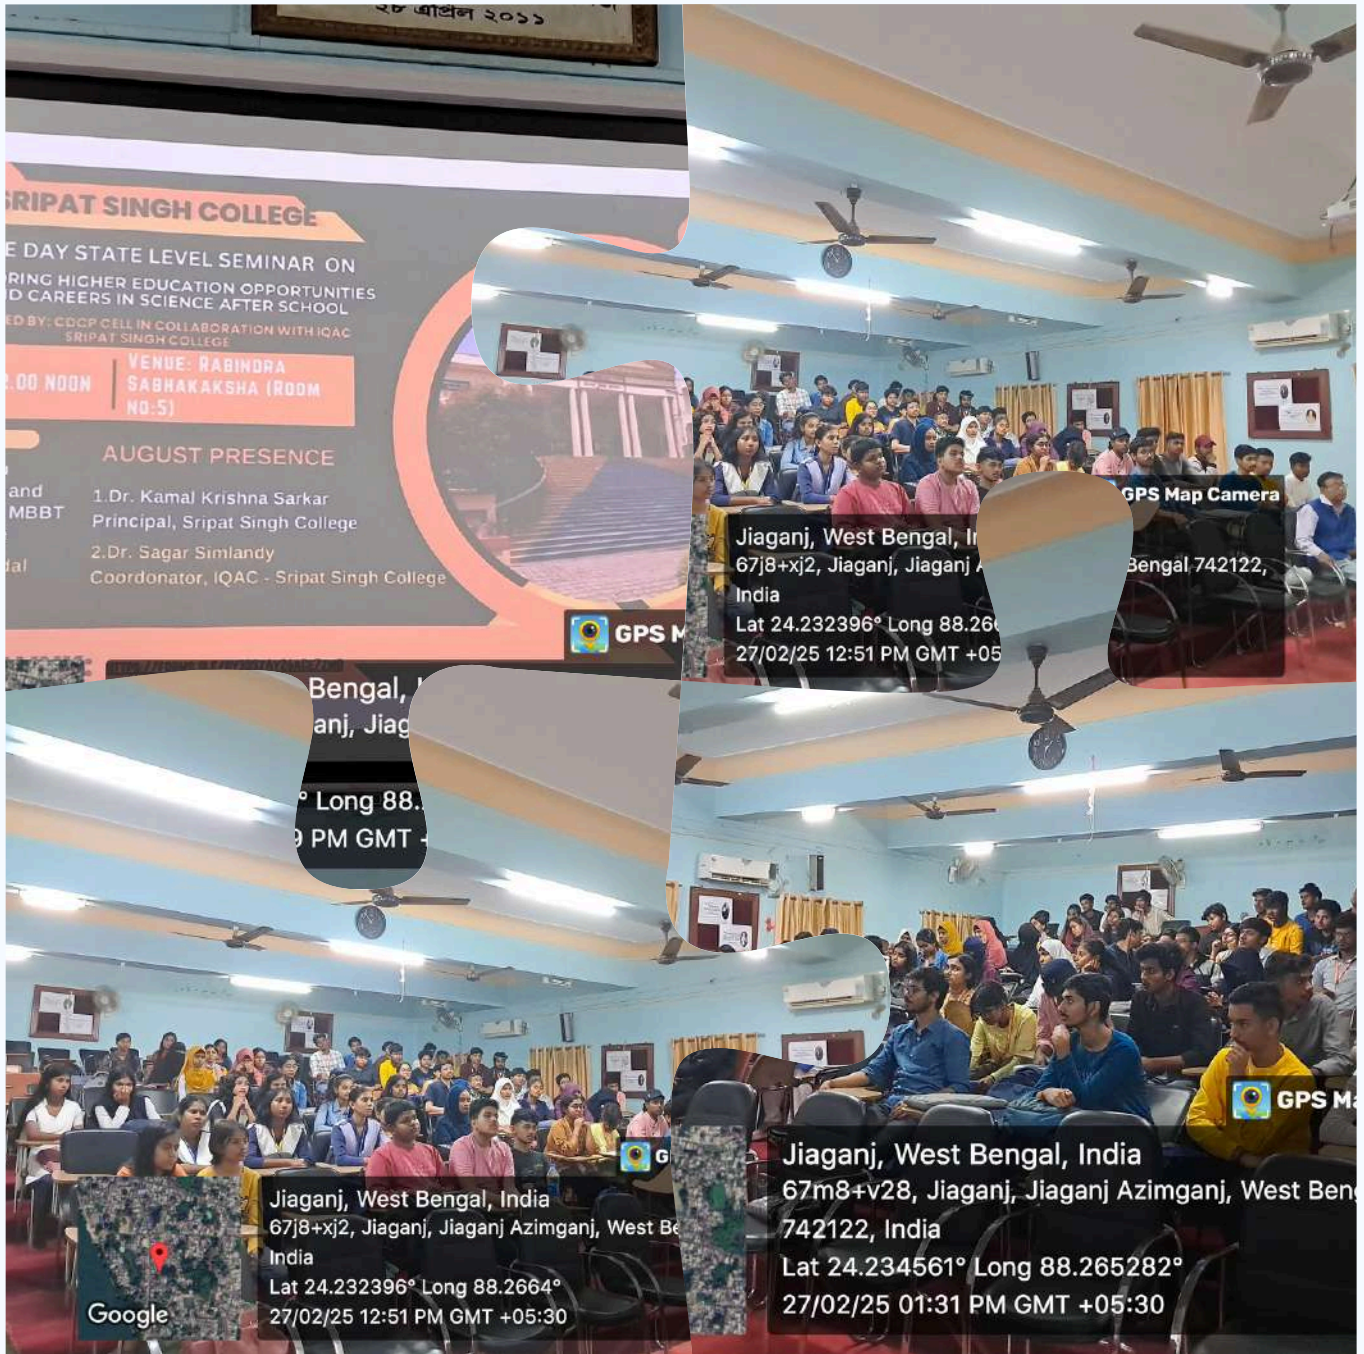 ২৮ এপ্রিল ২০১১
SRIPAT SINGH COLLEGE
E DAY STATE LEVEL SEMINAR ON
RING HIGHER EDUCATION OPPORTUNITIES
D CAREERS IN SCIENCE AFTER SCHOOL
ED BY: CDCP CELL IN COLLABORATION WITH IQAC
SRIPAT SINGH COLLEGE
.00 NOON
VENUE: RABINDRA
SABHAKAKSHA (ROOM
NO:5)
AUGUST PRESENCE
and
MBBT
dal
1.Dr. Kamal Krishna Sarkar
Principal, Sripat Singh College
2.Dr. Sagar Simlandy
Coordonator, IQAC - Sripat Singh College
GPS M
Bengal,
anj, Jiag
° Long 88.
9 PM GMT +
GPS Map Camera
Jiaganj, West Bengal, In
67j8+xj2, Jiaganj, Jiaganj A
Bengal 742122,
India
Lat 24.232396° Long 88.266
27/02/25 12:51 PM GMT +05
G
Jiaganj, West Bengal, India
67j8+xj2, Jiaganj, Jiaganj Azimganj, West Be
India
Lat 24.232396° Long 88.2664°
27/02/25 12:51 PM GMT +05:30
Google
GPS Ma
Jiaganj, West Bengal, India
67m8+v28, Jiaganj, Jiaganj Azimganj, West Beng
742122, India
Lat 24.234561° Long 88.265282°
27/02/25 01:31 PM GMT +05:30